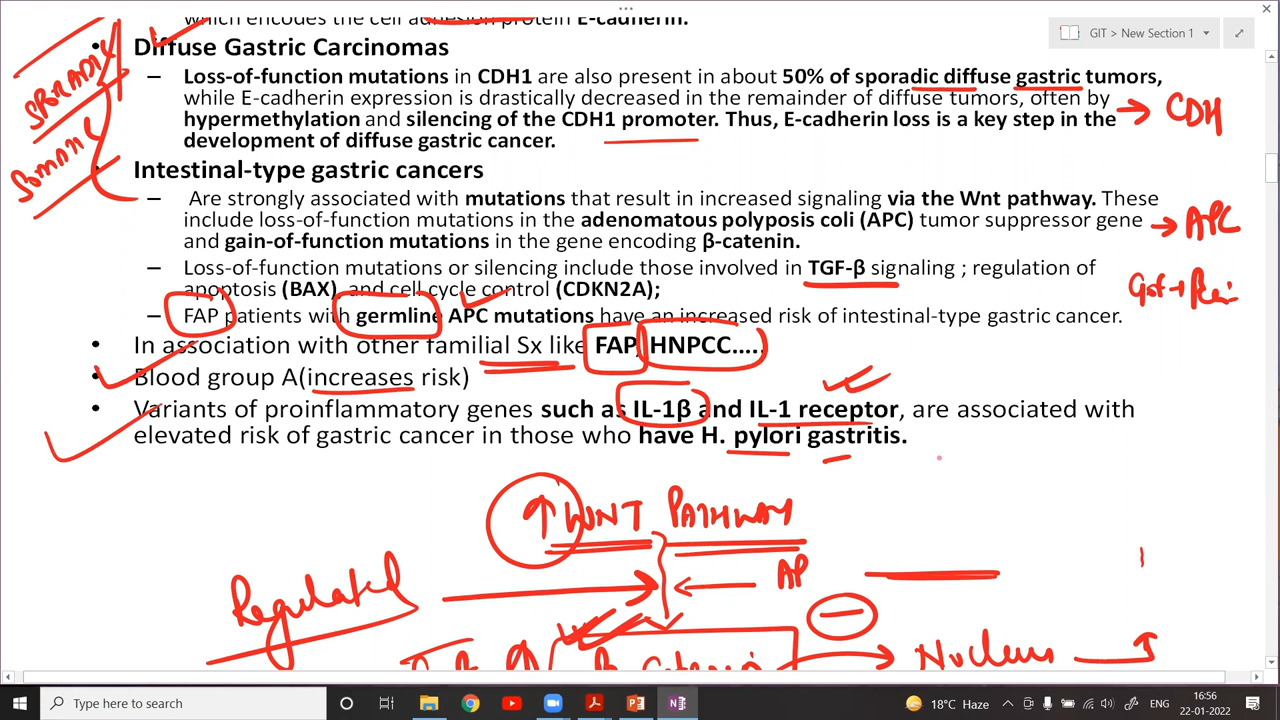 which encodes the cell adhesion protein E-cadherin.
GIT > New Section 1
• Diffuse Gastric Carcinomas
– Loss-of-function mutations in CDH1 are also present in about 50% of sporadic diffuse gastric tumors,
while E-cadherin expression is drastically decreased in the remainder of diffuse tumors, often by
hypermethylation and silencing of the CDH1 promoter. Thus, E-cadherin loss is a key step in the
development of diffuse gastric cancer.
SPORADIC
SOMATIC
→ CDH
• Intestinal-type gastric cancers
– Are strongly associated with mutations that result in increased signaling via the Wnt pathway. These
include loss-of-function mutations in the adenomatous polyposis coli (APC) tumor suppressor gene
and gain-of-function mutations in the gene encoding β-catenin.
→ APC
– Loss-of-function mutations or silencing include those involved in TGF-β signaling ; regulation of
apoptosis (BAX), and cell cycle control (CDKN2A);
– FAP patients with germline APC mutations have an increased risk of intestinal-type gastric cancer.
• In association with other familial Sx like FAP, HNPCC.....
• Blood group A(increases risk)
• Variants of proinflammatory genes such as IL-1β and IL-1 receptor, are associated with
elevated risk of gastric cancer in those who have H. pylori gastritis.
↑ WNT PATHWAY
Regulated
← AP
Nucleus
Type here to search
18°C Haze
ENG
16:56
22-01-2022